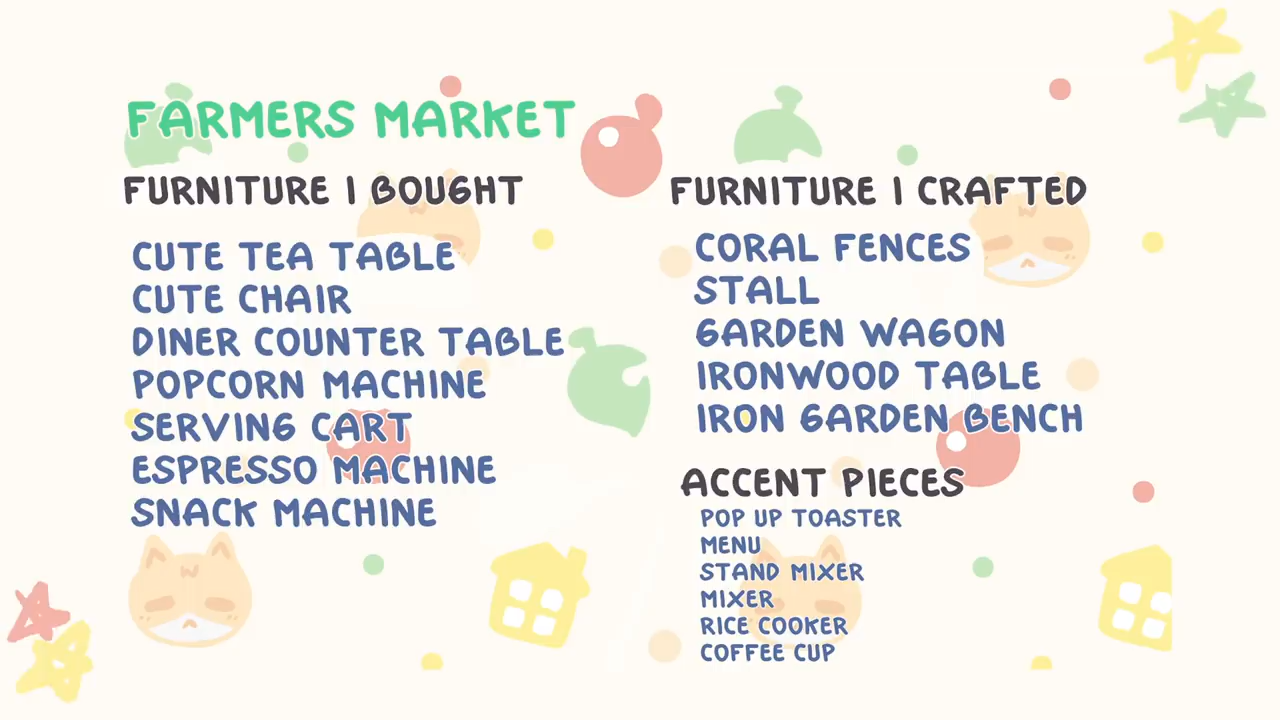 FARMERS MARKET
FURNITURE I BOUGHT
CUTE TEA TABLE
CUTE CHAIR
DINER COUNTER TABLE
POPCORN MACHINE
SERVING CART
ESPRESSO MACHINE
SNACK MACHINE
FURNITURE I CRAFTED
CORAL FENCES
STALL
GARDEN WAGON
IRONWOOD TABLE
IRON GARDEN BENCH
ACCENT PIECES
POP UP TOASTER
MENU
STAND MIXER
MIXER
RICE COOKER
COFFEE CUP